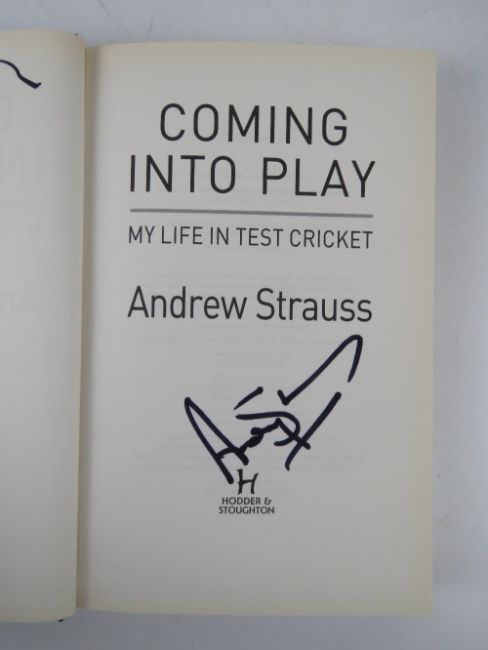 COMING
INTO PLAY
MY LIFE IN TEST CRICKET
Andrew Strauss
H
HODDER &
STOUGHTON